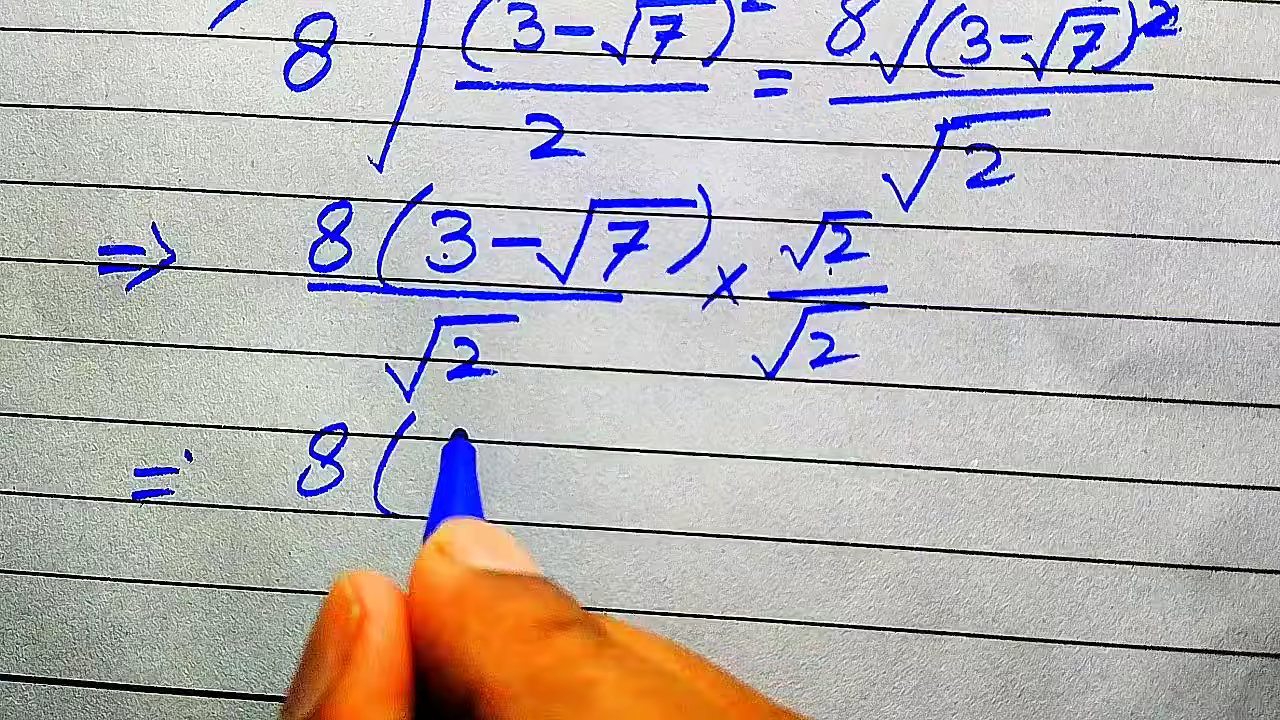 8 √((3-√7)²/2) = 8√(3-√7)²/√2
⇒ 8(3-√7)/√2 × √2/√2
= 8(